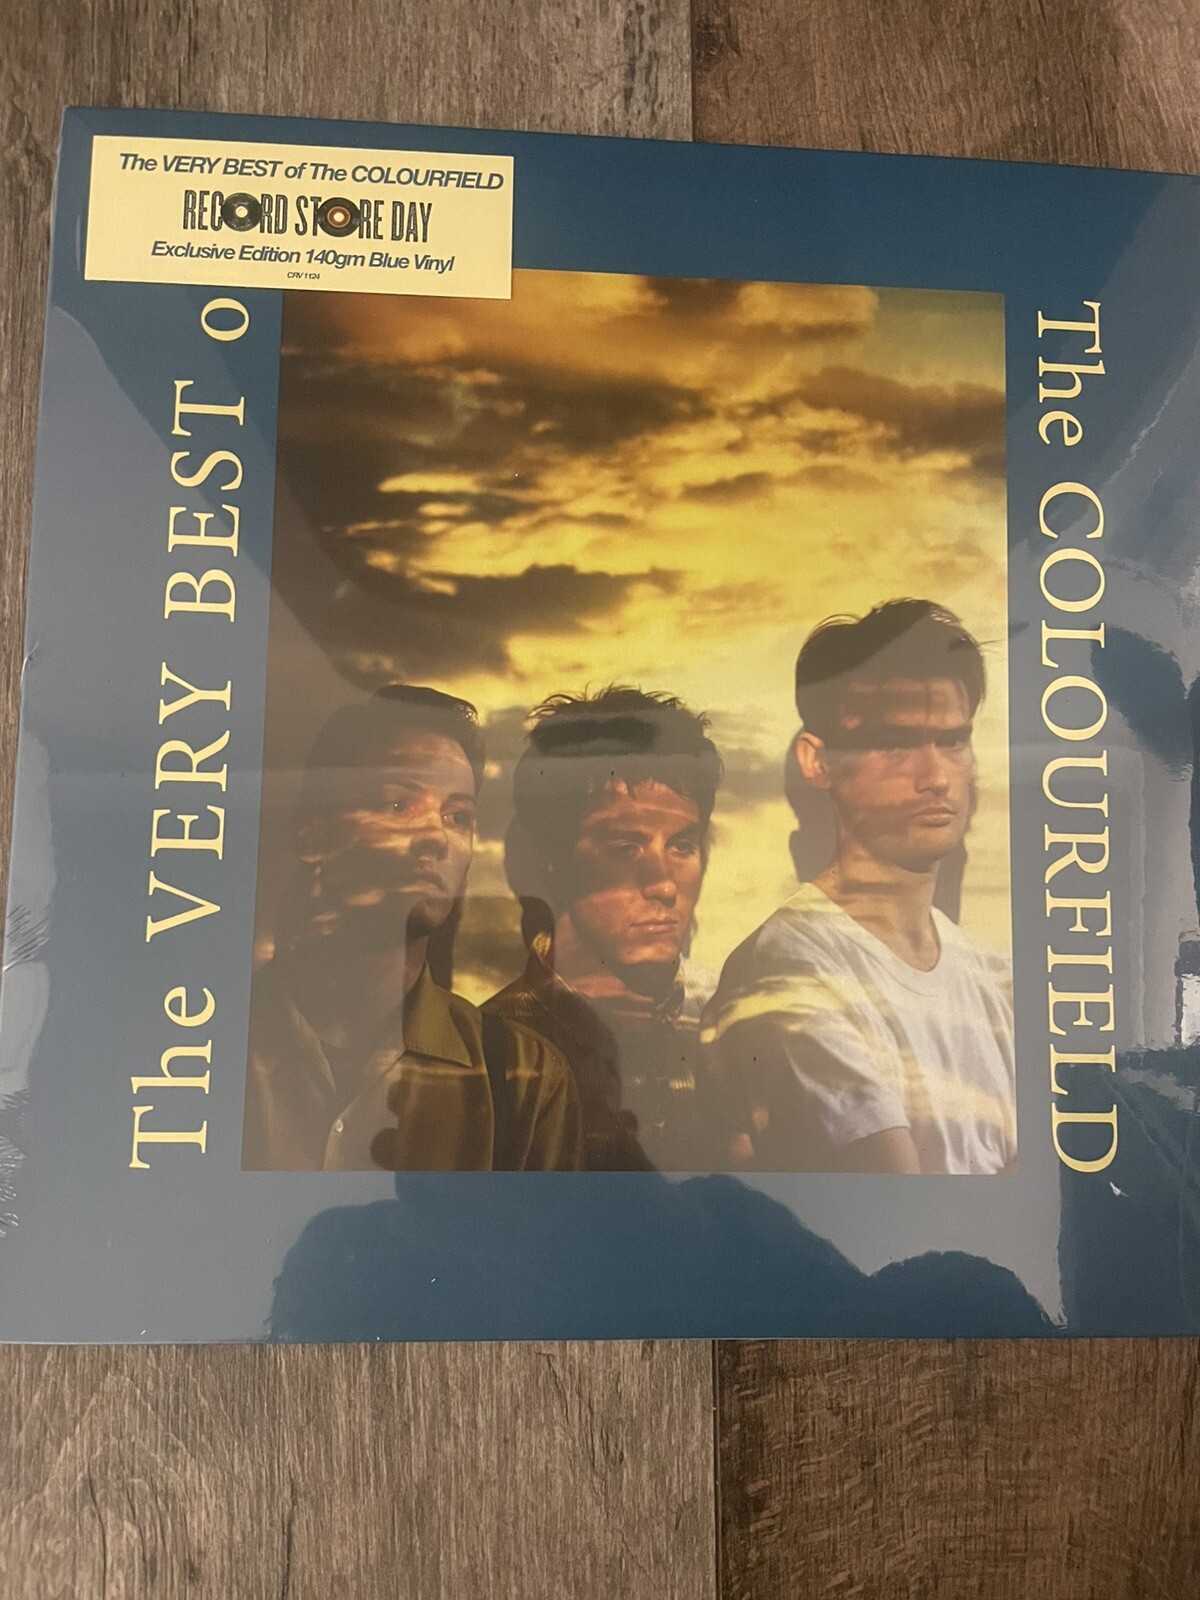 The VERY BEST of The COLOURFIELD
RECORD STORE DAY
Exclusive Edition 140gm Blue Vinyl
CRV1124
The VERY BEST o
The COLOURFIELD